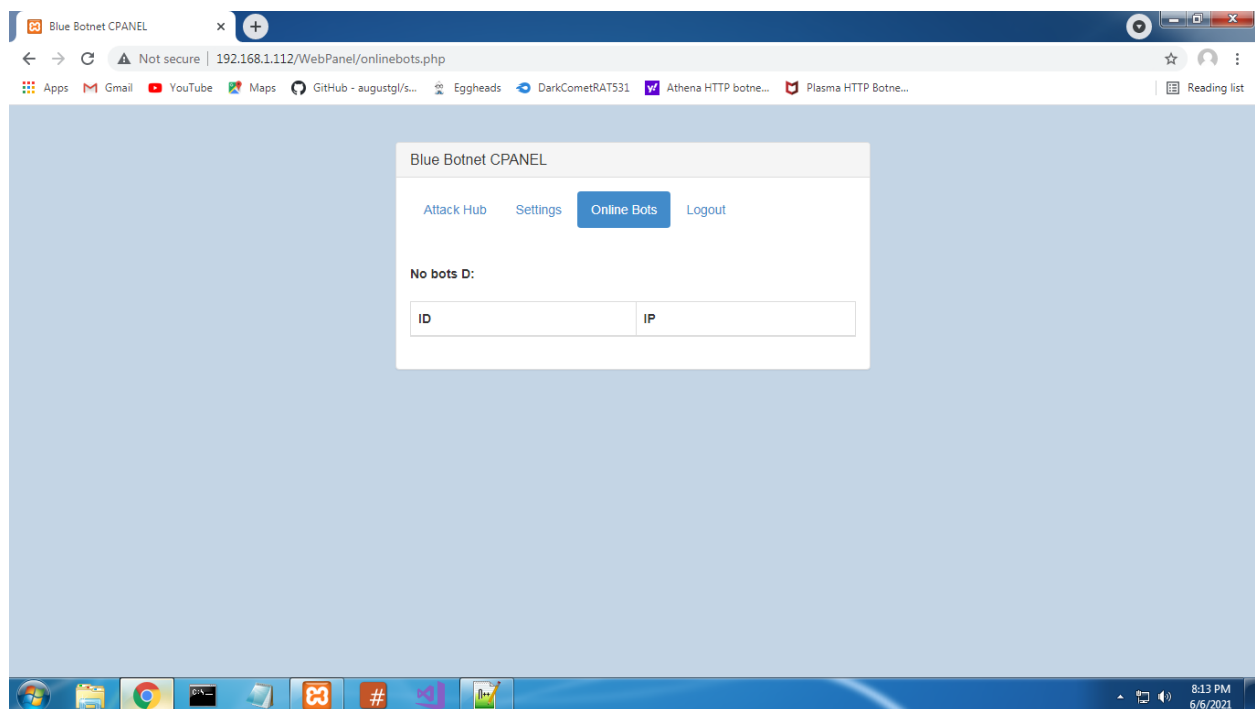 Blue Botnet CPANEL
Not secure | 192.168.1.112/WebPanel/onlinebots.php
Apps Gmail YouTube Maps GitHub - augustgl/s... Eggheads DarkCometRAT531 Athena HTTP botne... Plasma HTTP Botne... Reading list
Blue Botnet CPANEL
Attack Hub Settings Online Bots Logout
No bots D:
ID IP
8:13 PM
6/6/2021